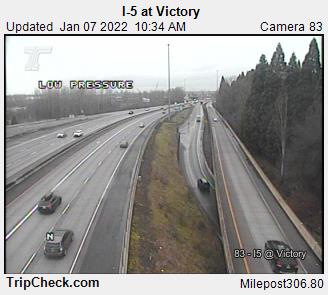 I-5 at Victory
Updated Jan 07 2022 10:34 AM Camera 83
LOW PRESSURE
N
83 - I5 @ Victory
TripCheck.com Milepost306.80